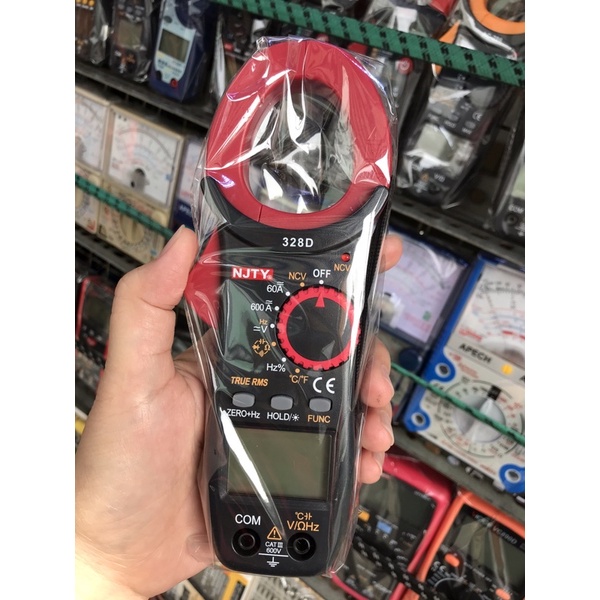 328D
NJTY
NCV OFF NCV
60A
600A
Hz
V
Hz%
℃/℉
TRUE RMS
CE
ZERO+Hz HOLD/☀ FUNC
COM
℃
V/ΩHz
⚠
CAT III
600V
APECH